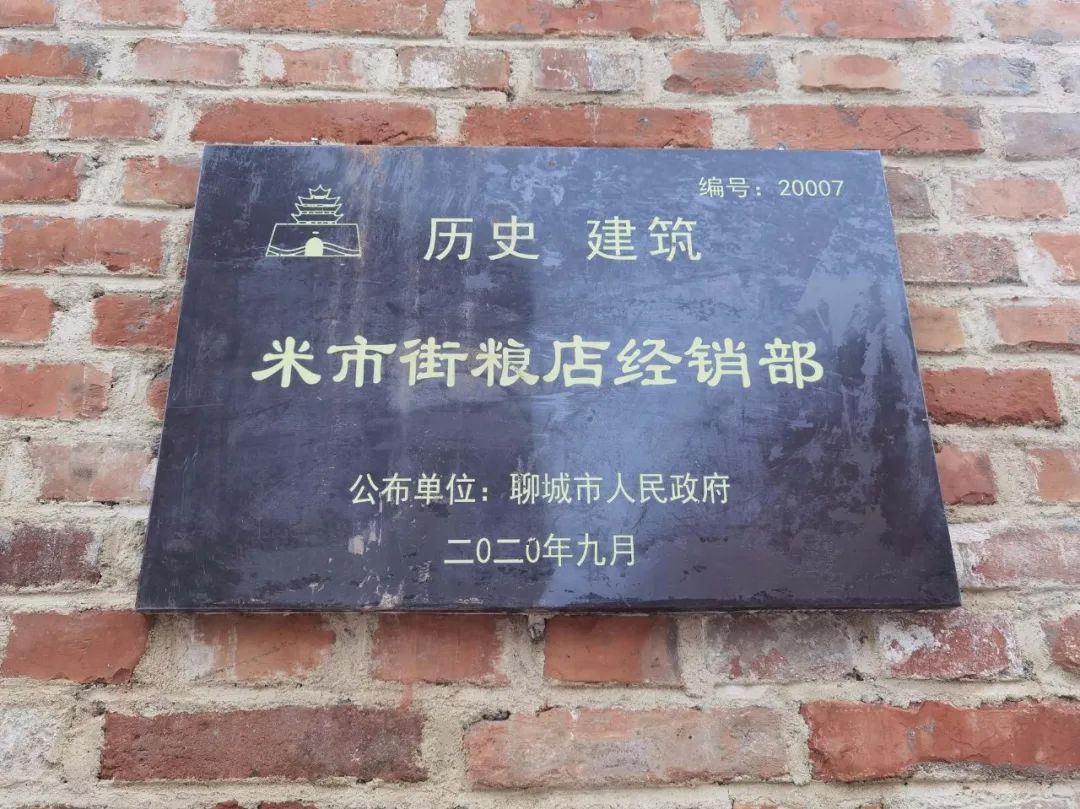 编号：20007
历史 建筑
米市街粮店经销部
公布单位：聊城市人民政府
二0二0年九月